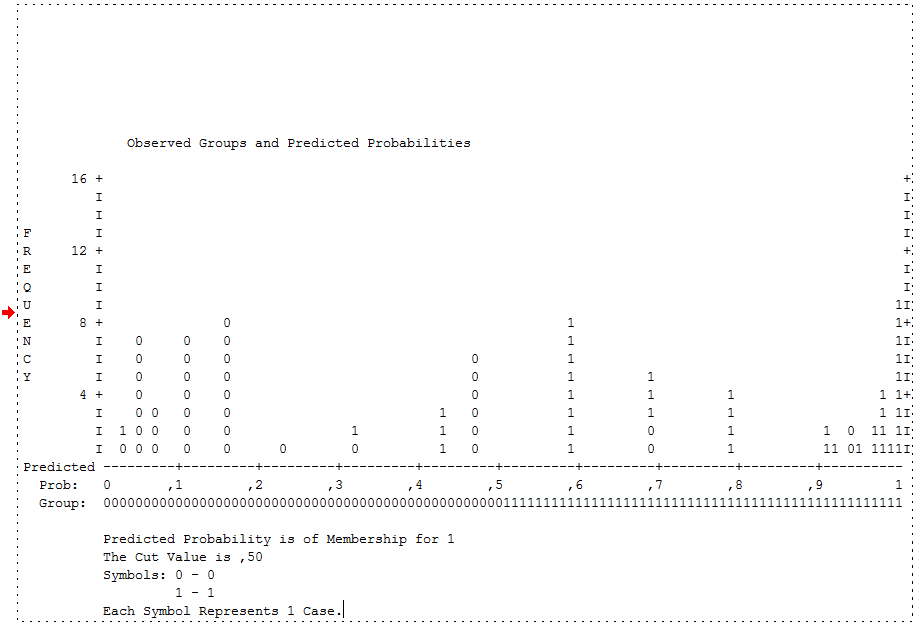 Observed Groups and Predicted Probabilities
16 + +
I I
I I
F I I
R 12 + +
E I I
Q I I
U I 1I
E 8 + 0 1 1+
N I 0 0 0 1 1I
C I 0 0 0 0 1 1I
Y I 0 0 0 0 1 1 1I
4 + 0 0 0 0 1 1 1 1 1+
I 0 0 0 0 1 0 1 1 1 1 1I
I 1 0 0 0 0 1 1 0 1 0 1 1 0 11 1I
I 0 0 0 0 0 0 0 1 0 1 0 1 11 01 1111I
Predicted ---------+---------+---------+---------+---------+---------+---------+---------+---------+----------
Prob: 0 ,1 ,2 ,3 ,4 ,5 ,6 ,7 ,8 ,9 1
Group: 0000000000000000000000000000000000000000000000000011111111111111111111111111111111111111111111111111
Predicted Probability is of Membership for 1
The Cut Value is ,50
Symbols: 0 - 0
1 - 1
Each Symbol Represents 1 Case.